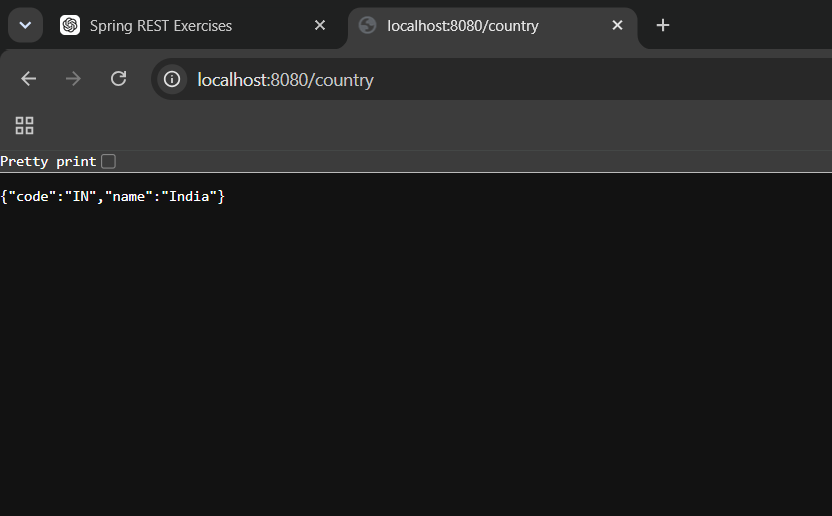 Spring REST Exercises
localhost:8080/country
localhost:8080/country
Pretty print
{"code":"IN","name":"India"}